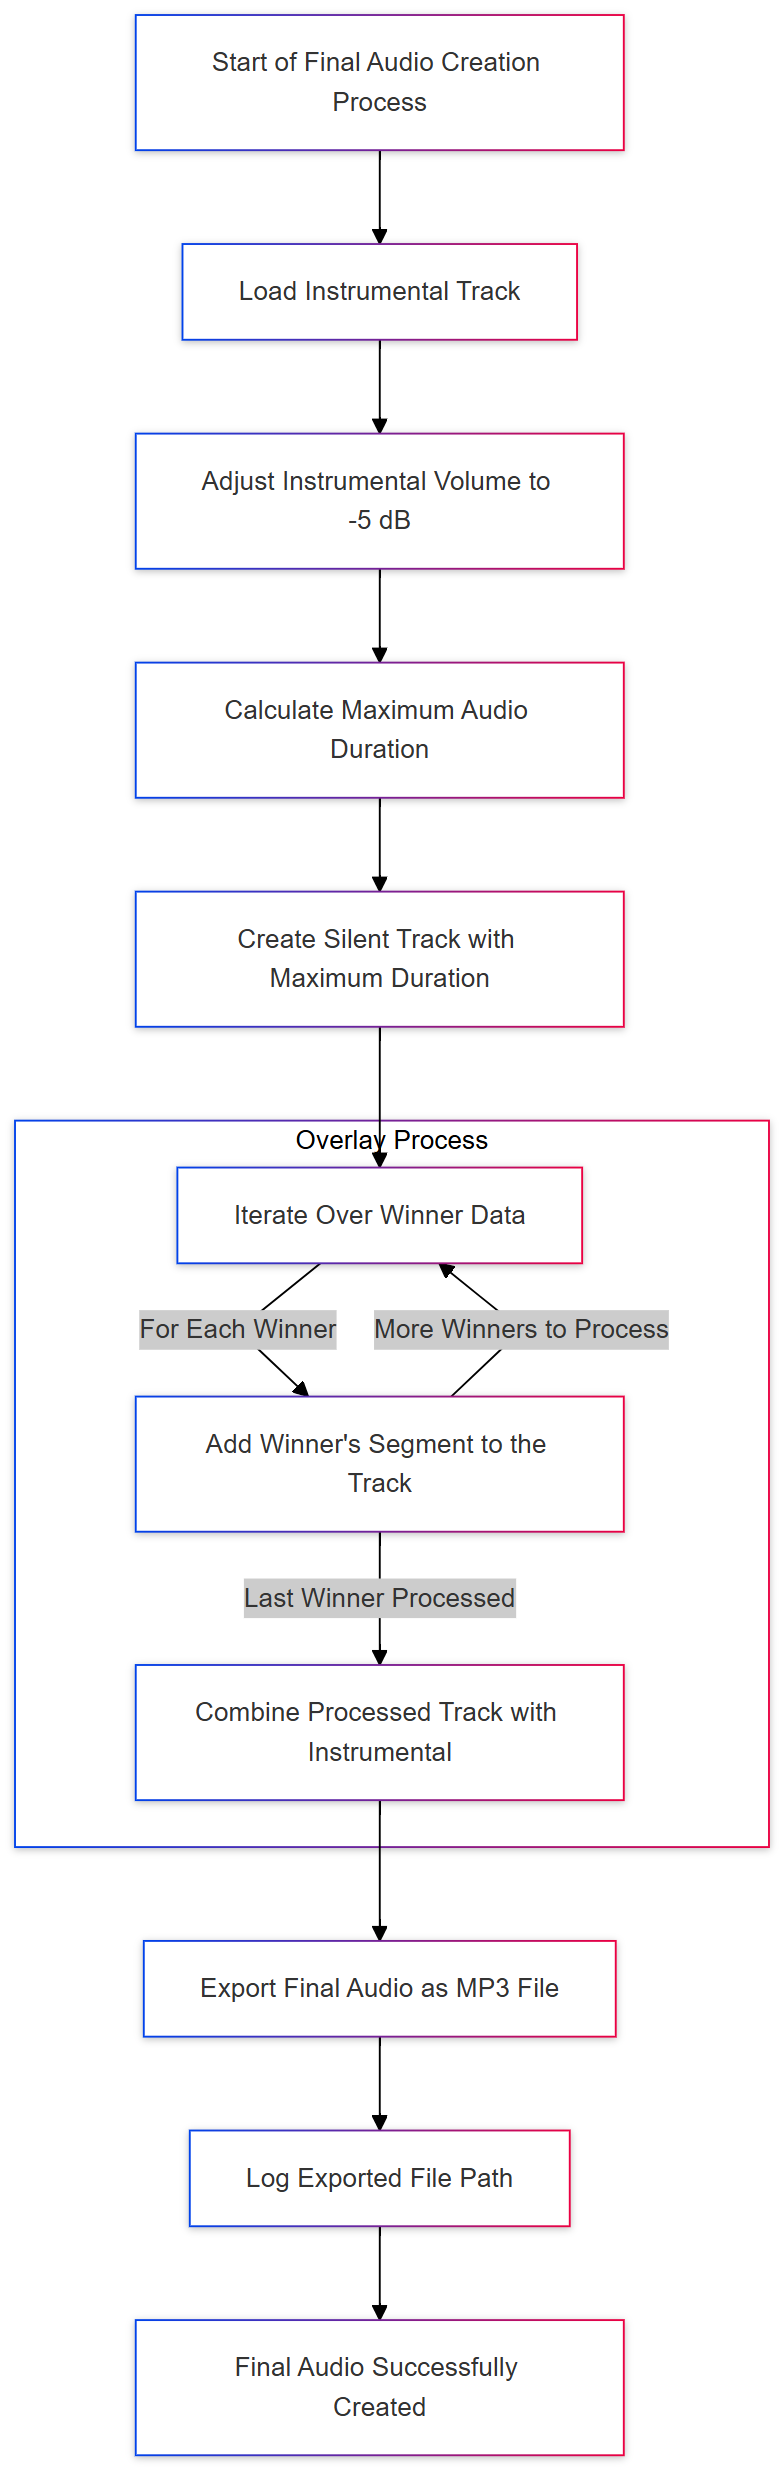 Start of Final Audio Creation
Process
Load Instrumental Track
Adjust Instrumental Volume to
-5 dB
Calculate Maximum Audio
Duration
Create Silent Track with
Maximum Duration
Overlay Process
Iterate Over Winner Data
For Each Winner
More Winners to Process
Add Winner's Segment to the
Track
Last Winner Processed
Combine Processed Track with
Instrumental
Export Final Audio as MP3 File
Log Exported File Path
Final Audio Successfully
Created